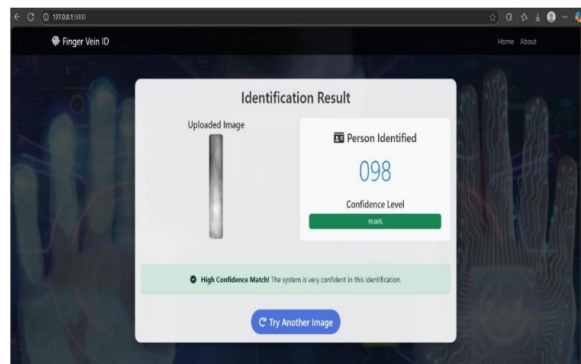 127.0.0.1:5000
Finger Vein ID
Home About
Identification Result
Uploaded Image
Person Identified
098
Confidence Level
High Confidence Match! The system is very confident in this identification.
Try Another Image